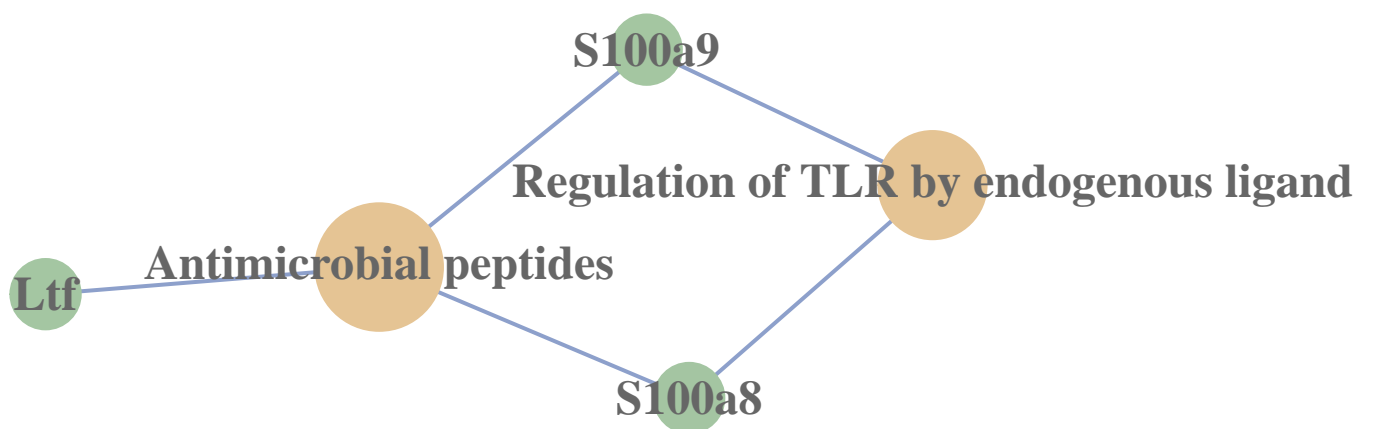 S100a9
Regulation of TLR by endogenous ligand
Antimicrobial peptides
Ltf
S100a8